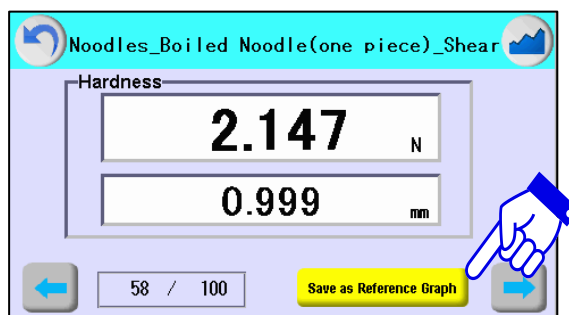 Noodles_Boiled Noodle(one piece)_Shear
Hardness
2.147 N
0.999 mm
58 / 100 Save as Reference Graph